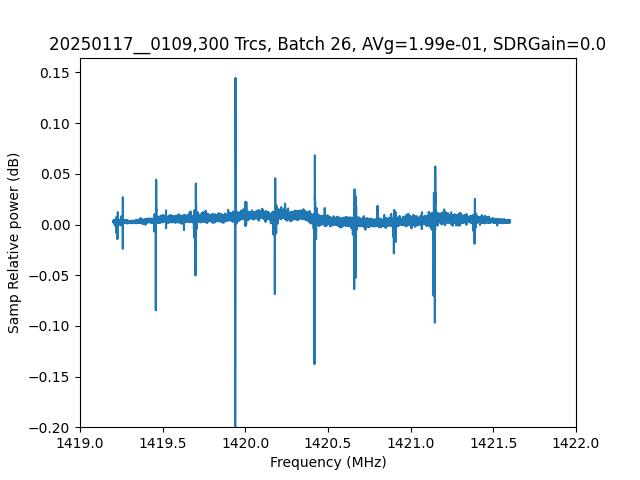 20250117__0109,300 Trcs, Batch 26, AVg=1.99e-01, SDRGain=0.0
Samp Relative power (dB)
0.15
0.10
0.05
0.00
−0.05
−0.10
−0.15
−0.20
1419.0 1419.5 1420.0 1420.5 1421.0 1421.5 1422.0
Frequency (MHz)